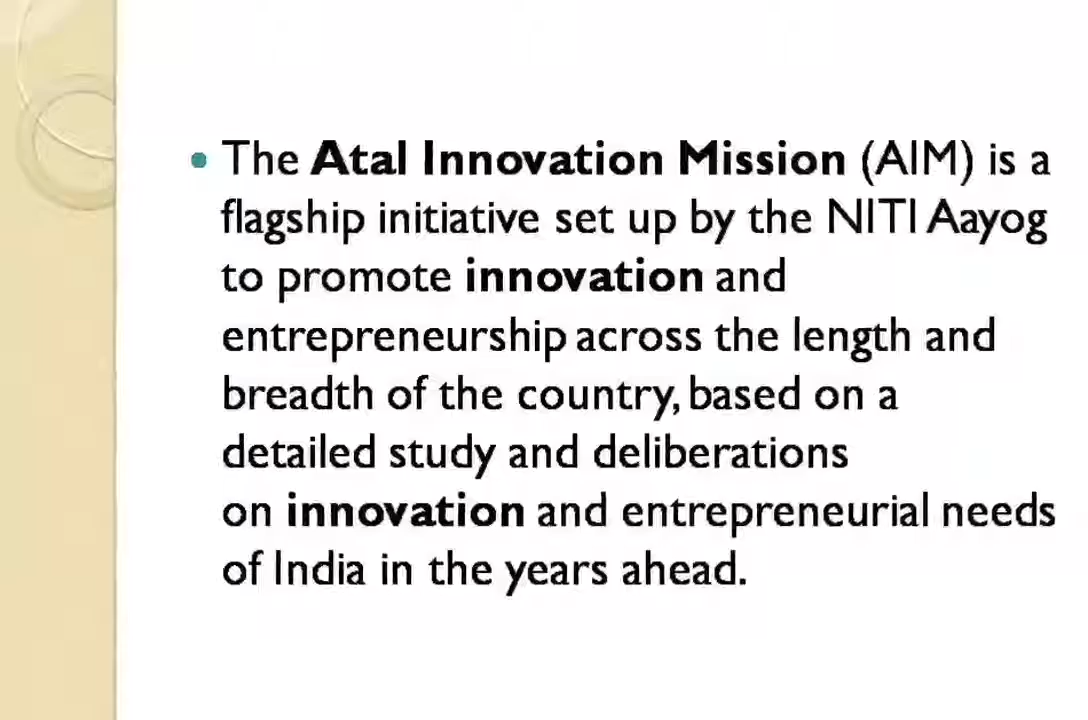 • The Atal Innovation Mission (AIM) is a
flagship initiative set up by the NITI Aayog
to promote innovation and
entrepreneurship across the length and
breadth of the country, based on a
detailed study and deliberations
on innovation and entrepreneurial needs
of India in the years ahead.